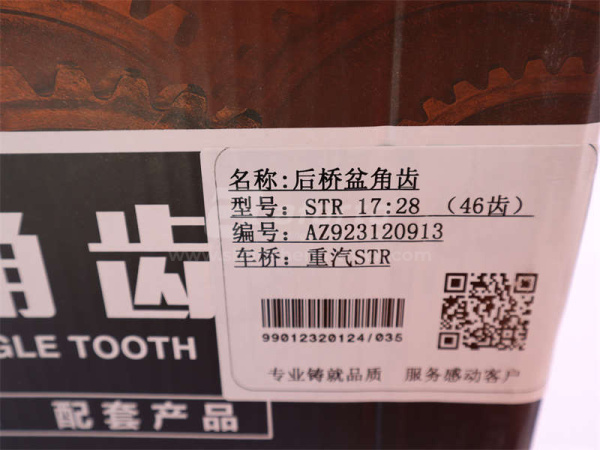 名称:后桥盆角齿
型号: STR 17:28 （46齿）
编号: AZ923120913
车桥: 重汽STR
99012320124/035
专业铸就品质 服务感动客户
角齿
GLE TOOTH
配套产品